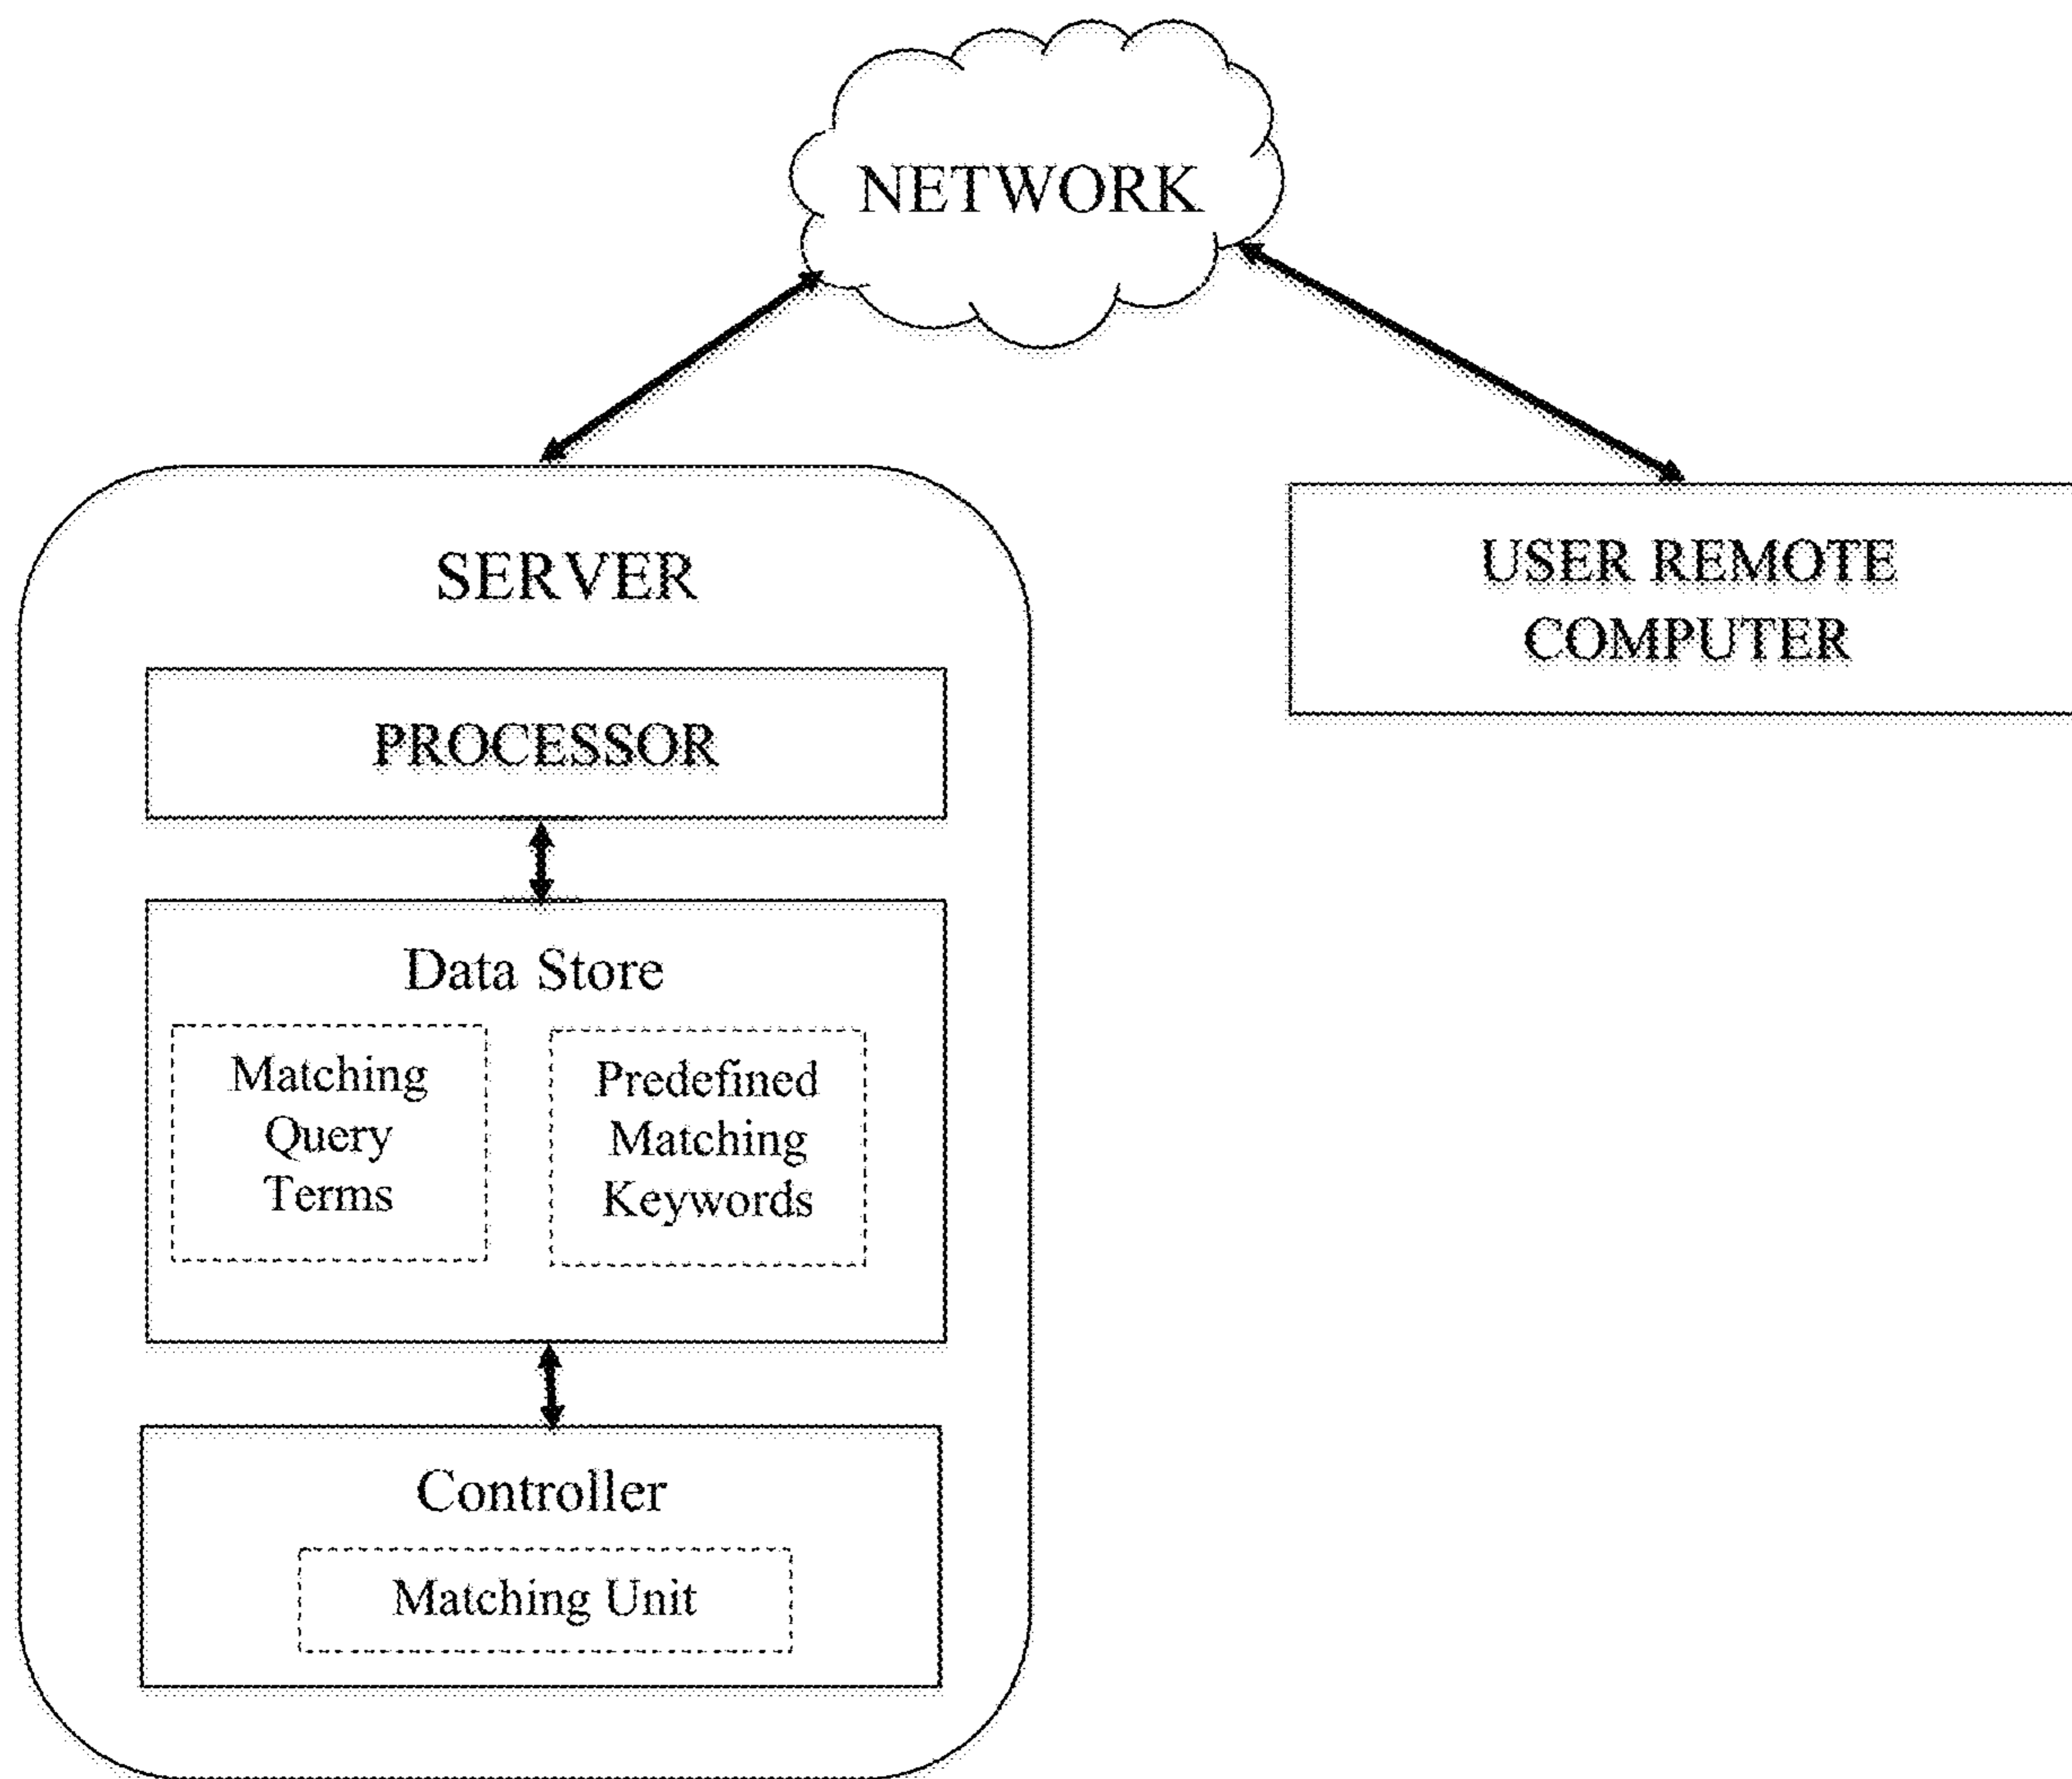 NETWORK
SERVER
USER REMOTE
COMPUTER
PROCESSOR
Data Store
Matching
Query
Terms
Predefined
Matching
Keywords
Controller
Matching Unit